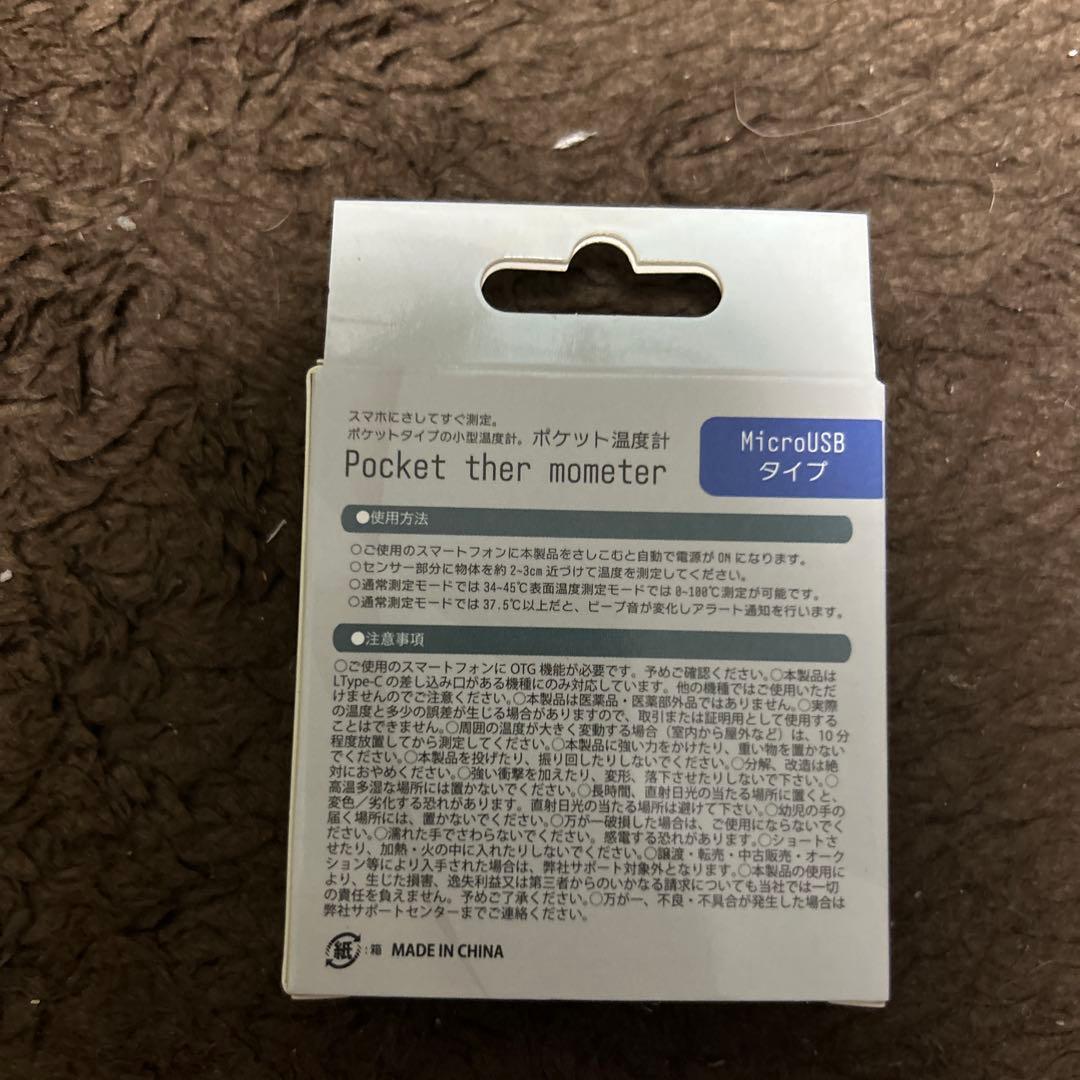 スマホにさしてすぐ測定。
ポケットタイプの小型温度計。ポケット温度計
Pocket ther mometer
MicroUSB
タイプ
●使用方法
○ご使用のスマートフォンに本製品をさしこむと自動で電源がONになります。
○センサー部分に物体を約2~3cm近づけて温度を測定してください。
○通常測定モードでは34~45℃表面温度測定モードでは0~100℃測定が可能です。
○通常測定モードでは37.5℃以上だと、ビープ音が変化しアラート通知を行います。
●注意事項
○ご使用のスマートフォンにOTG機能が必要です。予めご確認ください。○本製品は
LType-Cの差し込み口がある機種にのみ対応しています。他の機種ではご使用いただ
けませんのでご注意ください。○本製品は医薬品・医薬部外品ではありません。○実際
の温度と多少の誤差が生じる場合がありますので、取引または証明用として使用する
ことはできません。○周囲の温度が大きく変動する場合（室内から屋外など）は、10分
程度放置してから測定してください。○本製品に強い力をかけたり、重い物を置かない
でください。○本製品を投げたり、振り回したりしないでください。○分解、改造は絶
対におやめください。○強い衝撃を加えたり、変形、落下させたりしないで下さい。○
高温多湿な場所には置かないでください。○長時間、直射日光の当たる場所に置くと、
変色／劣化する恐れがあります。直射日光の当たる場所は避けて下さい。○幼児の手の
届く場所には、置かないでください。○万が一破損した場合は、ご使用にならないでく
ださい。○濡れた手でさわらないでください。感電する恐れがあります。○ショートさ
せたり、加熱・火の中に入れたりしないでください。○譲渡・転売・中古販売・オーク
ション等により入手された場合は、弊社サポート対象外となります。○本製品の使用に
より、生じた損害、逸失利益又は第三者からのいかなる請求についても当社では一切
の責任を負えません。予めご了承ください。○万が一、不良・不具合が発生した場合は
弊社サポートセンターまでご連絡ください。
紙：箱 MADE IN CHINA